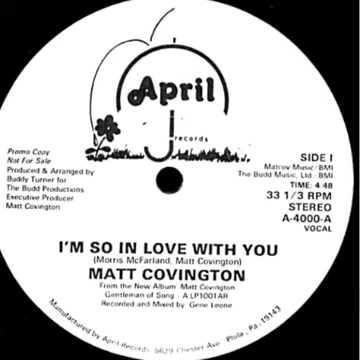 April
records
Promo Copy
Not For Sale
Produced & Arranged by
Buddy Turner for
The Budd Productions
Executive Producer
Matt Covington
SIDE I
Matcov Music/BMI
The Budd Music, Ltd./BMI
TIME: 4:48
33 1/3 RPM
STEREO
A-4000-A
VOCAL
I'M SO IN LOVE WITH YOU
(Morris McFarland, Matt Covington)
MATT COVINGTON
From the New Album Matt Covington
Gentleman of Song - A LP1001AR
Recorded and Mixed by Gene Leone
Manufactured by April Records 5629 Chester Ave. Phila., Pa. 19143